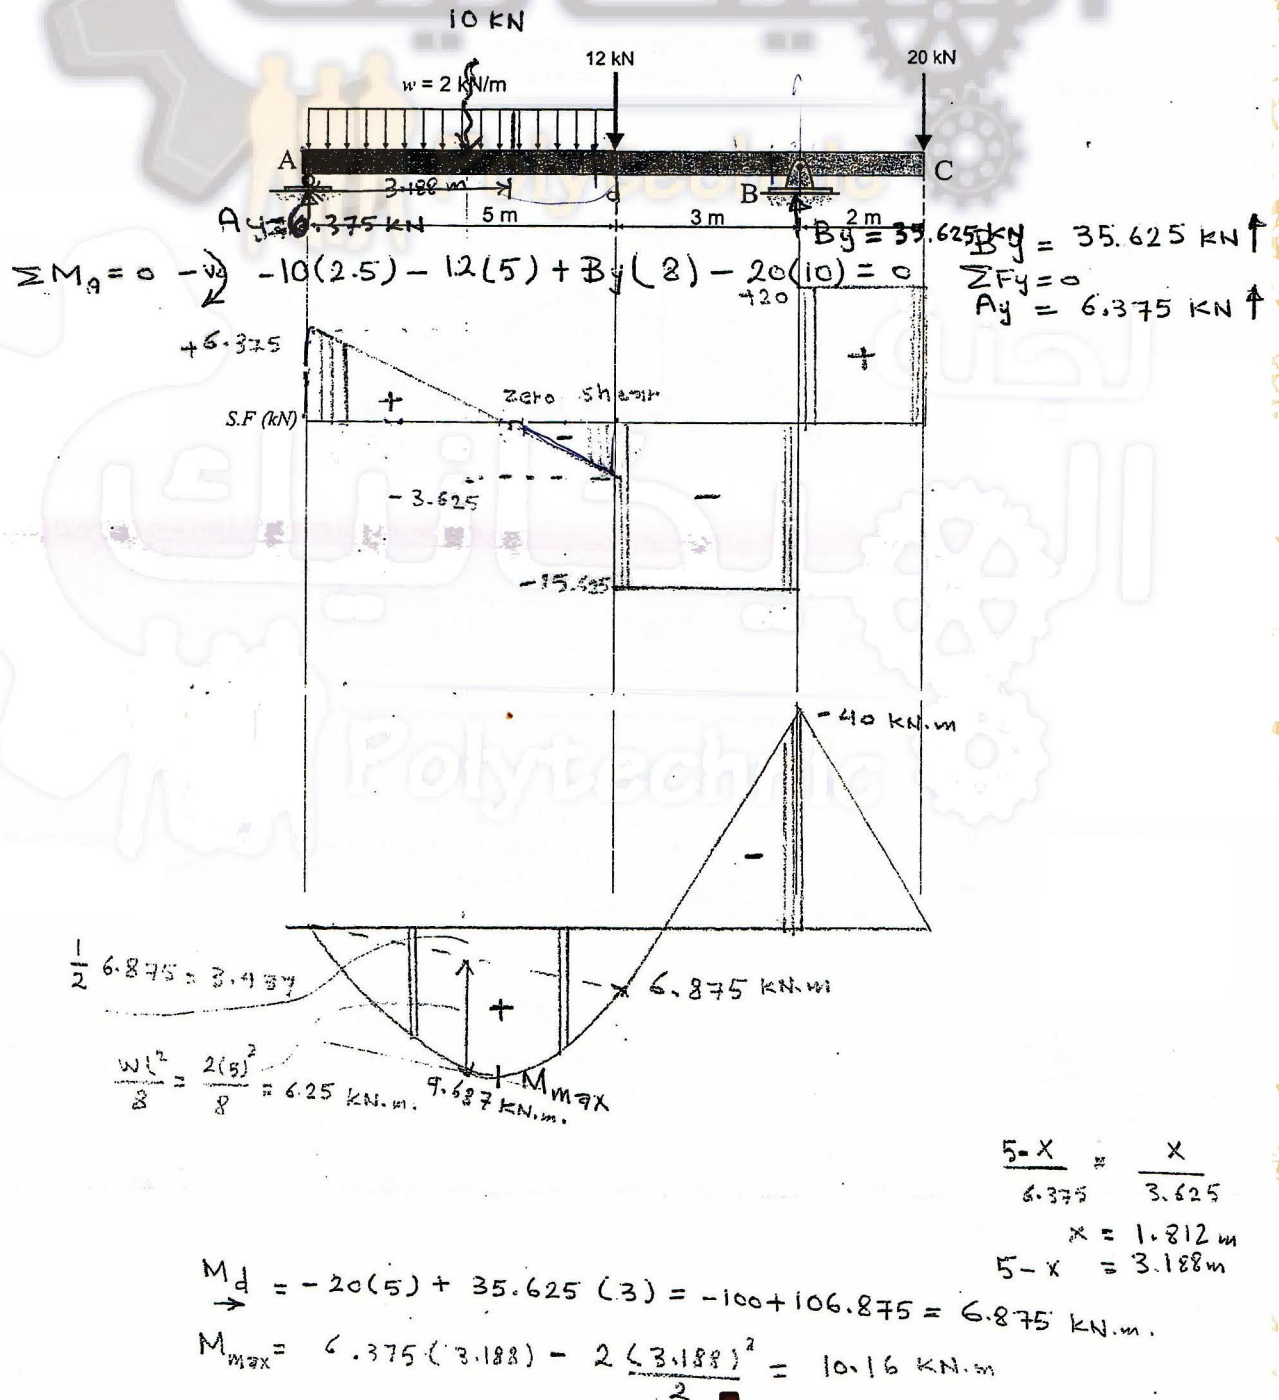 10 KN
12 kN
20 kN
w = 2 kN/m
A
C
3.188 m
d
B
5 m
3 m
2 m
Ay = 6.375 KN
By = 35.625 KN
By = 35.625 KN ↑
ΣMa = 0 -10(2.5) - 12(5) + By(8) - 20(10) = 0
ΣFy = 0
Ay = 6.375 KN ↑
+20
+6.375
+
+
zero shear
S.F (kN)
-
- 3.625
-
-15.625
- 40 KN.m
Polytechnic
-
1/2 6.875 = 3.437
6.875 KN.m
+
wl²/8 = 2(5)²/8 = 6.25 KN.m.
9.687 KN.m.
Mmax
5-x/6.375 = x/3.625
x = 1.812 m
5-x = 3.188m
Md = -20(5) + 35.625 (3) = -100+106.875 = 6.875 KN.m.
Mmax = 6.375(3.188) - 2(3.188)²/2 = 10.16 KN.m